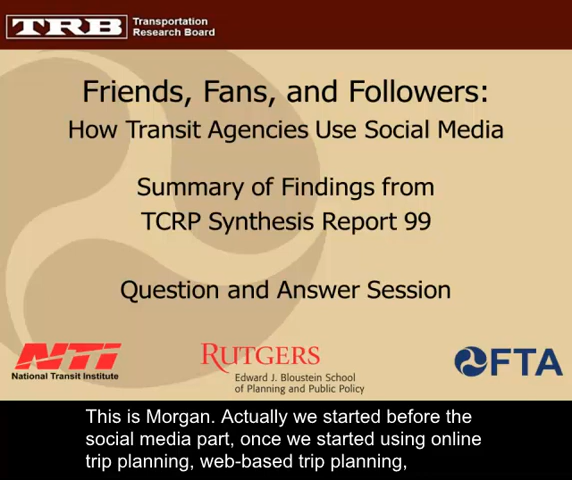 TRB Transportation
Research Board
Friends, Fans, and Followers:
How Transit Agencies Use Social Media
Summary of Findings from
TCRP Synthesis Report 99
Question and Answer Session
NTI
National Transit Institute
RUTGERS
Edward J. Bloustein School
of Planning and Public Policy
FTA
This is Morgan. Actually we started before the
social media part, once we started using online
trip planning, web-based trip planning,